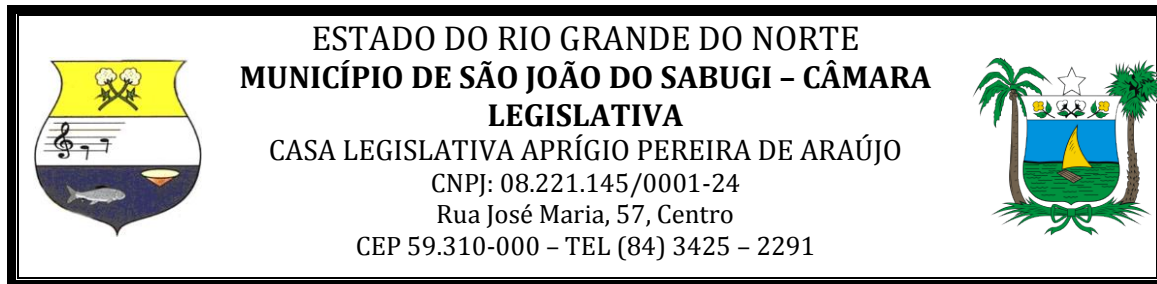 ESTADO DO RIO GRANDE DO NORTE
MUNICÍPIO DE SÃO JOÃO DO SABUGI – CÂMARA
LEGISLATIVA
CASA LEGISLATIVA APRÍGIO PEREIRA DE ARAÚJO
CNPJ: 08.221.145/0001-24
Rua José Maria, 57, Centro
CEP 59.310-000 – TEL (84) 3425 – 2291